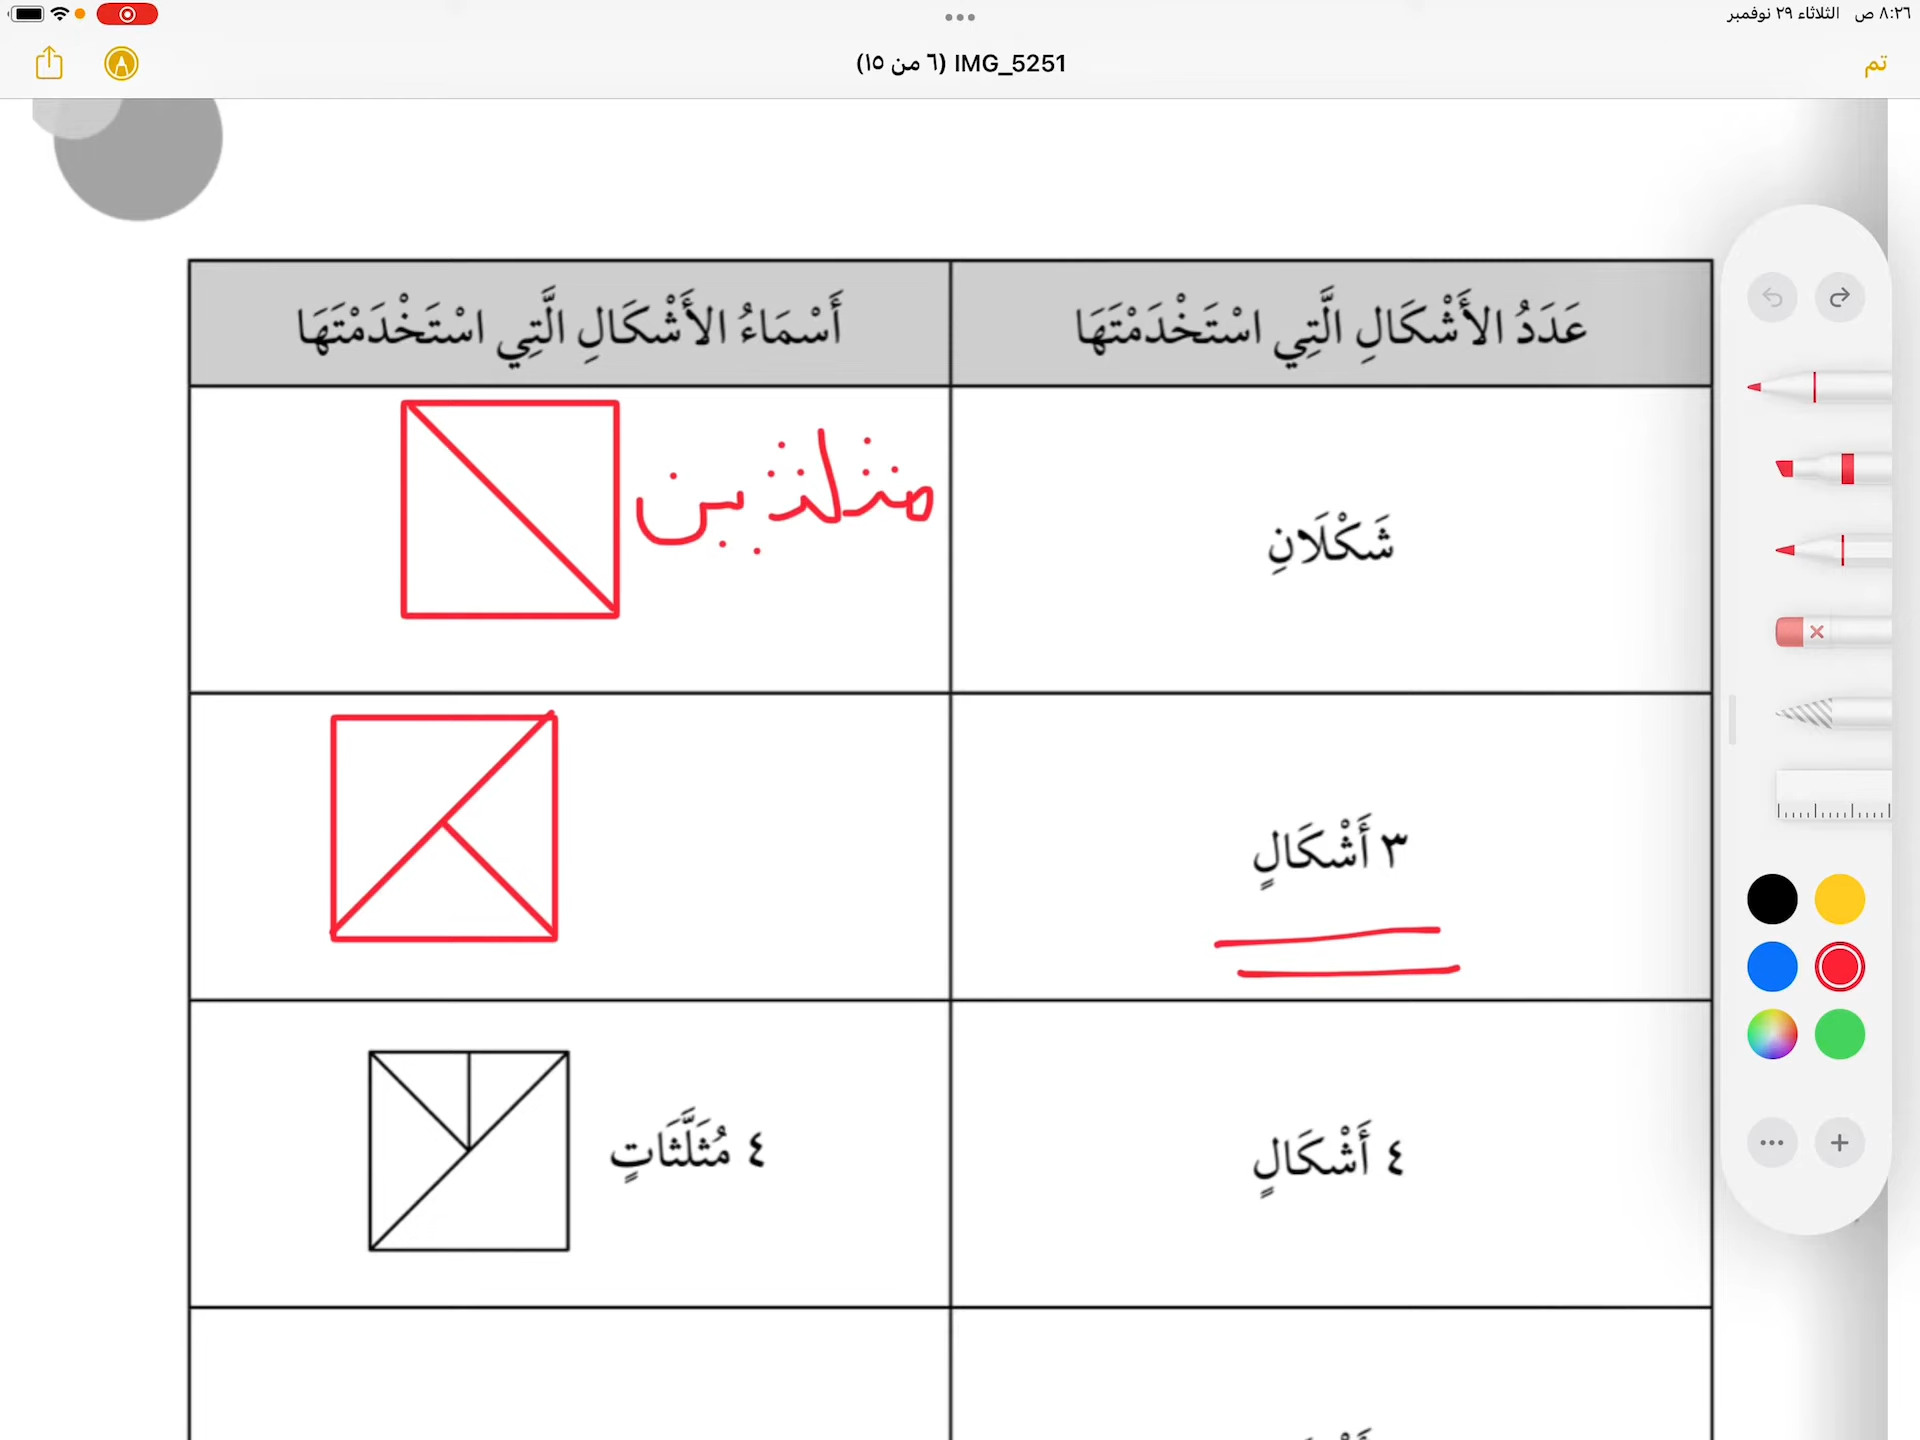 ٨:٢٦ ص الثلاثاء ٢٩ نوفمبر
IMG_5251 (٦ من ١٥)
تم
عَدَدُ الأَشْكَالِ الَّتِي اسْتَخْدَمْتَهَا
أَسْمَاءُ الأَشْكَالِ الَّتِي اسْتَخْدَمْتَهَا
شَكْلَانِ
مثلثين
٣ أَشْكَالٍ
٤ أَشْكَالٍ
٤ مُثَلَّثَاتٍ